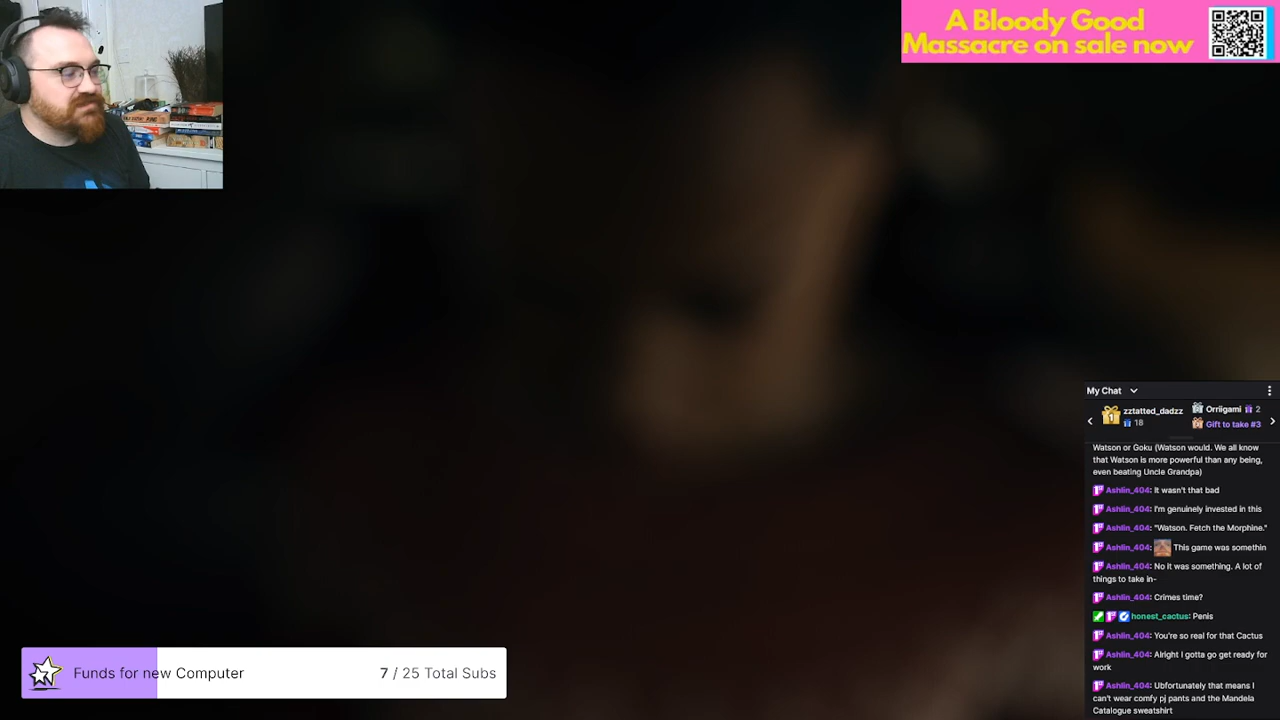 A Bloody Good
Massacre on sale now
My Chat
zztatted_dadzz
18
Orriigami 2
Gift to take #3
Watson or Goku (Watson would. We all know
that Watson is more powerful than any being,
even beating Uncle Grandpa)
Ashlin_404: It wasn't that bad
Ashlin_404: I'm genuinely invested in this
Ashlin_404: "Watson. Fetch the Morphine."
Ashlin_404: This game was somethin
Ashlin_404: No it was something. A lot of
things to take in-
Ashlin_404: Crimes time?
honest_cactus: Penis
Ashlin_404: You're so real for that Cactus
Ashlin_404: Alright I gotta go get ready for
work
Ashlin_404: Ubfortunately that means I
can't wear comfy pj pants and the Mandela
Catalogue sweatshirt
Funds for new Computer
7 / 25 Total Subs